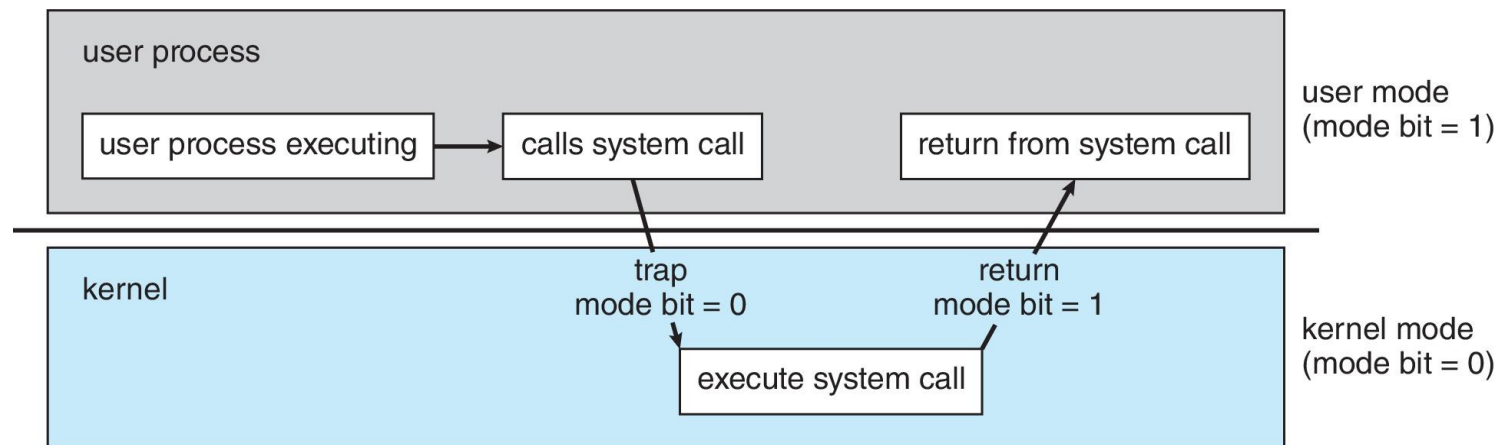 user process
user process executing
calls system call
return from system call
user mode
(mode bit = 1)
kernel
trap
mode bit = 0
return
mode bit = 1
execute system call
kernel mode
(mode bit = 0)